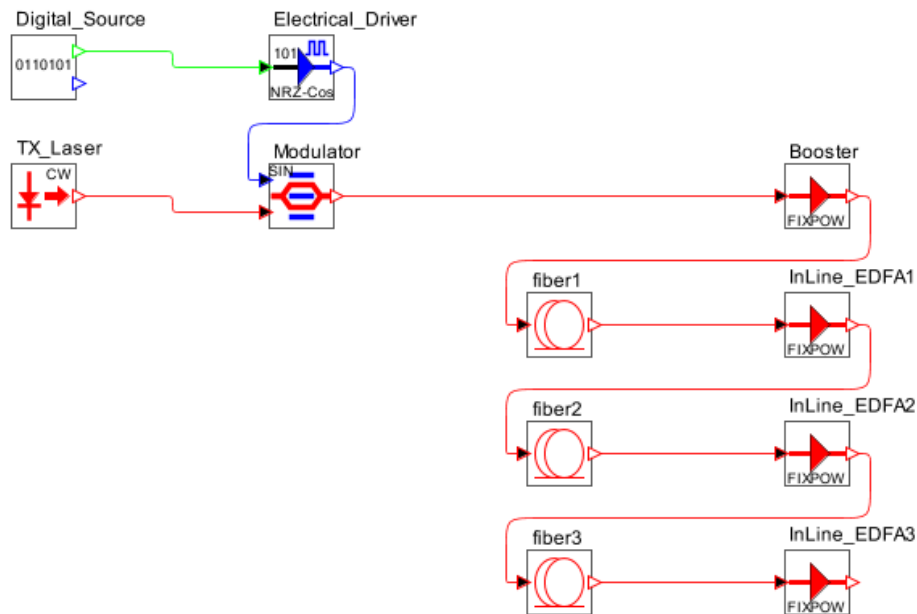 Digital_Source
Electrical_Driver
0110101
101
NRZ-Cos
TX_Laser
Modulator
Booster
CW
SIN
FIXPOW
fiber1
InLine_EDFA1
FIXPOW
fiber2
InLine_EDFA2
FIXPOW
fiber3
InLine_EDFA3
FIXPOW